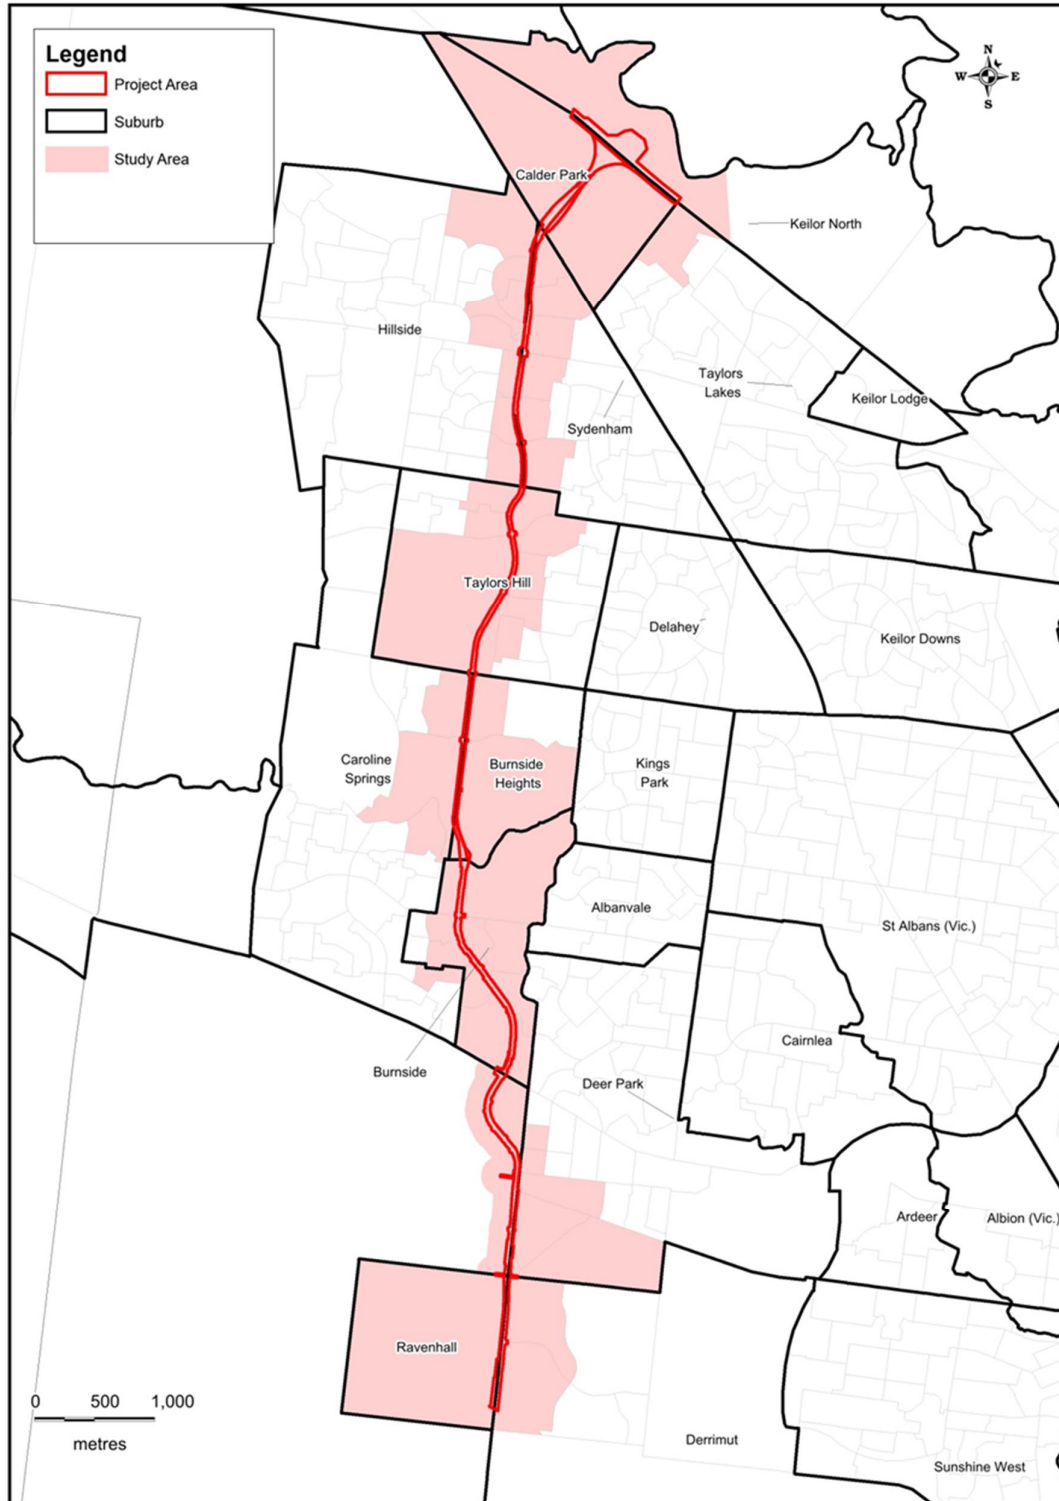 Legend
Project Area
Suburb
Study Area
N
W E
S
Calder Park
Keilor North
Hillside
Taylors
Lakes
Keilor Lodge
Sydenham
Taylors Hill
Delahey
Keilor Downs
Caroline
Springs
Burnside
Heights
Kings
Park
Albanvale
St Albans (Vic.)
Cairnlea
Burnside
Deer Park
Ardeer
Albion (Vic.)
Ravenhall
0 500 1,000
metres
Derrimut
Sunshine West